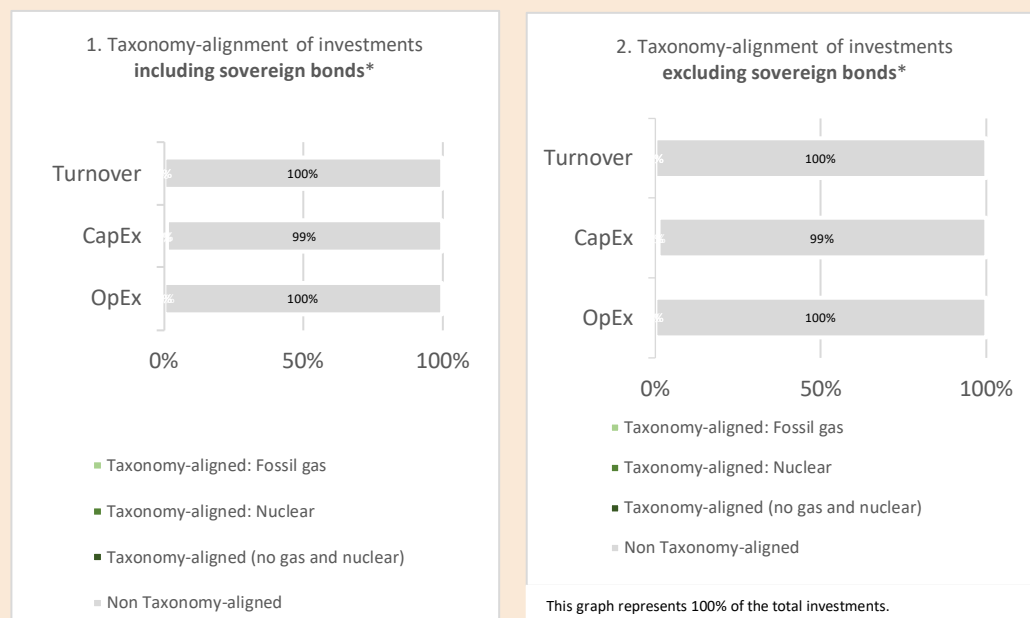 1. Taxonomy-alignment of investments
including sovereign bonds*
Turnover
100%
CapEx
99%
OpEx
100%
0%
50%
100%
Taxonomy-aligned: Fossil gas
Taxonomy-aligned: Nuclear
Taxonomy-aligned (no gas and nuclear)
Non Taxonomy-aligned
2. Taxonomy-alignment of investments
excluding sovereign bonds*
Turnover
100%
CapEx
99%
OpEx
100%
0%
50%
100%
Taxonomy-aligned: Fossil gas
Taxonomy-aligned: Nuclear
Taxonomy-aligned (no gas and nuclear)
Non Taxonomy-aligned
This graph represents 100% of the total investments.